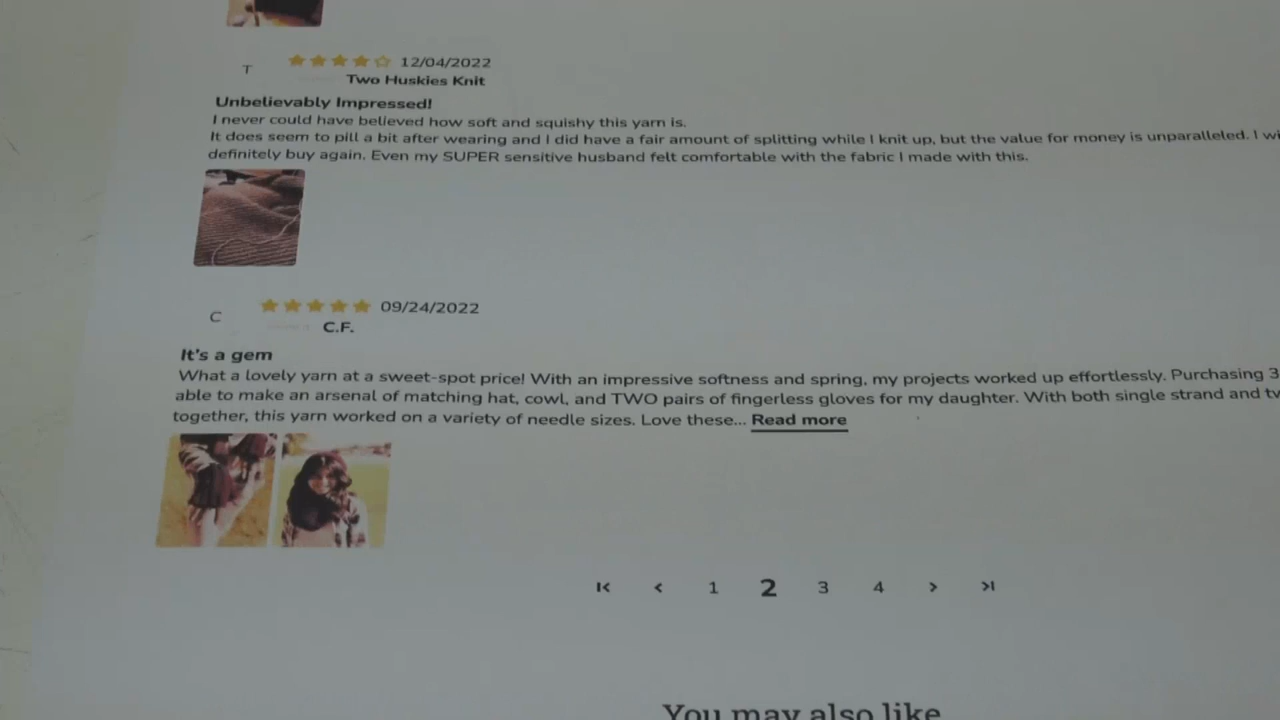 T
12/04/2022
Two Huskies Knit
Unbelievably Impressed!
I never could have believed how soft and squishy this yarn is.
It does seem to pill a bit after wearing and I did have a fair amount of splitting while I knit up, but the value for money is unparalleled. I wi
definitely buy again. Even my SUPER sensitive husband felt comfortable with the fabric I made with this.
C
09/24/2022
C.F.
It's a gem
What a lovely yarn at a sweet-spot price! With an impressive softness and spring, my projects worked up effortlessly. Purchasing 3
able to make an arsenal of matching hat, cowl, and TWO pairs of fingerless gloves for my daughter. With both single strand and tw
together, this yarn worked on a variety of needle sizes. Love these... Read more
1 2 3 4
You may also like